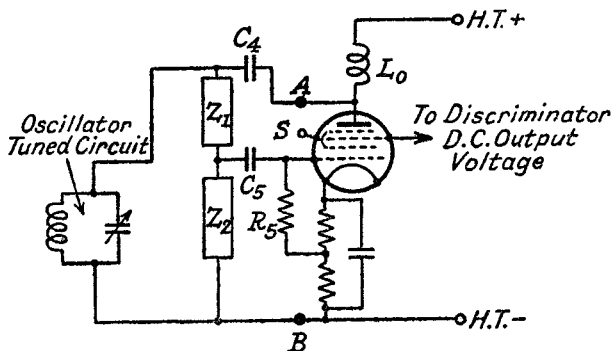 H.T.+
C4
L0
A
Z1
S
To Discriminator
D.C. Output
Voltage
Oscillator
Tuned Circuit
C5
R5
Z2
B
H.T.-